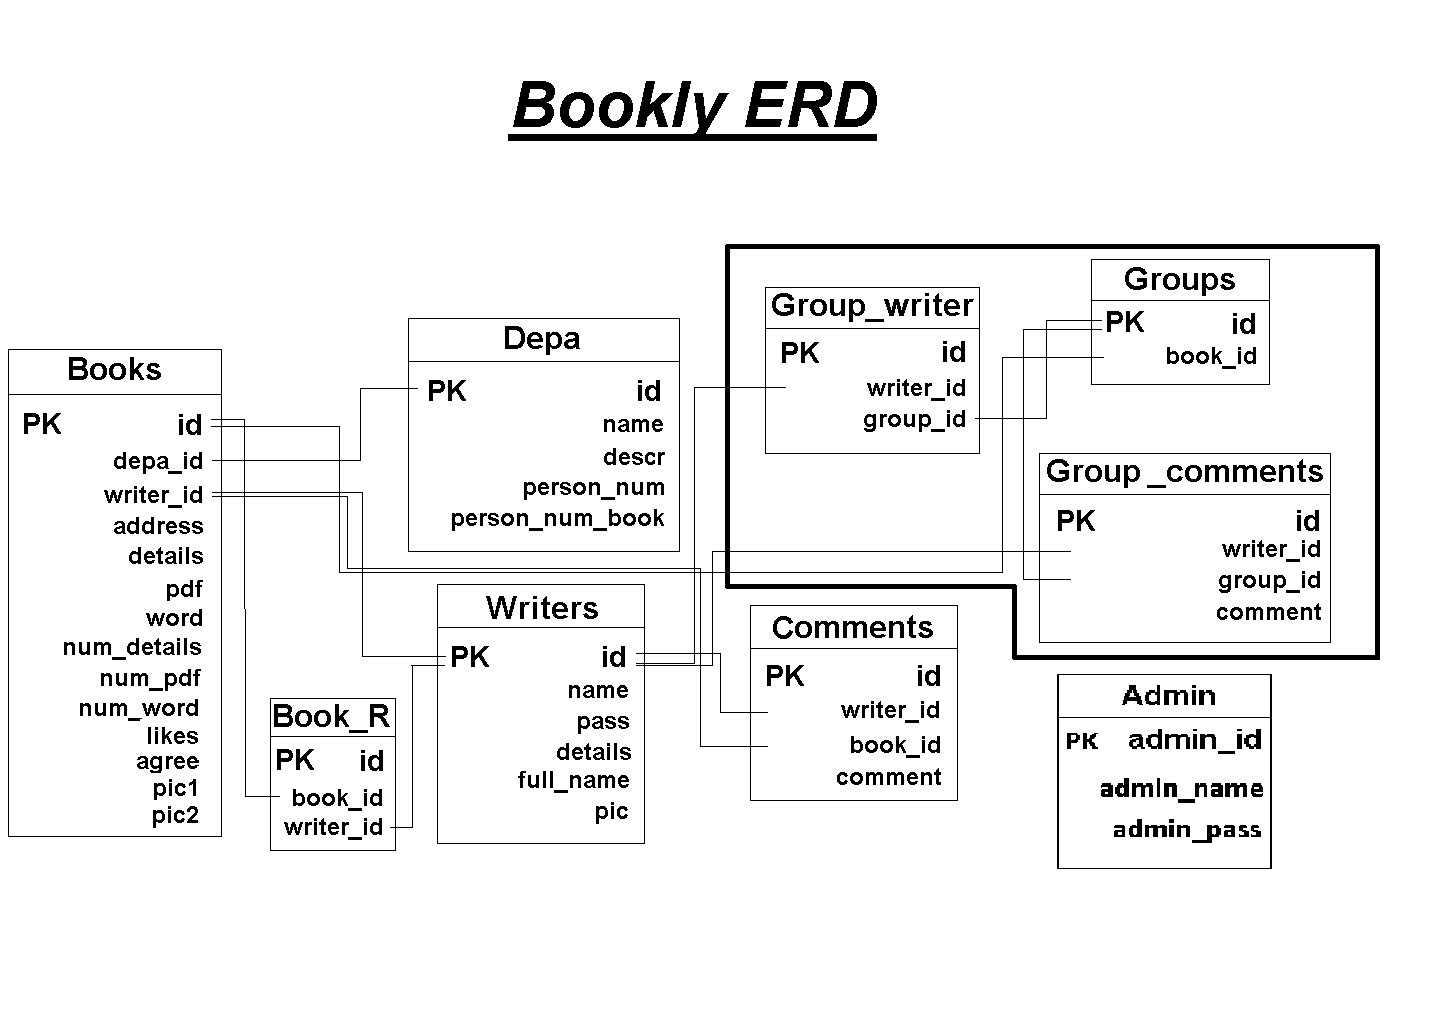 Bookly ERD
Books
PK id
depa_id
writer_id
address
details
pdf
word
num_details
num_pdf
num_word
likes
agree
pic1
pic2
Depa
PK id
name
descr
person_num
person_num_book
Book_R
PK id
book_id
writer_id
Writers
PK id
name
pass
details
full_name
pic
Group_writer
PK id
writer_id
group_id
Groups
PK id
book_id
Group_comments
PK id
writer_id
group_id
comment
Comments
PK id
writer_id
book_id
comment
Admin
PK admin_id
admin_name
admin_pass